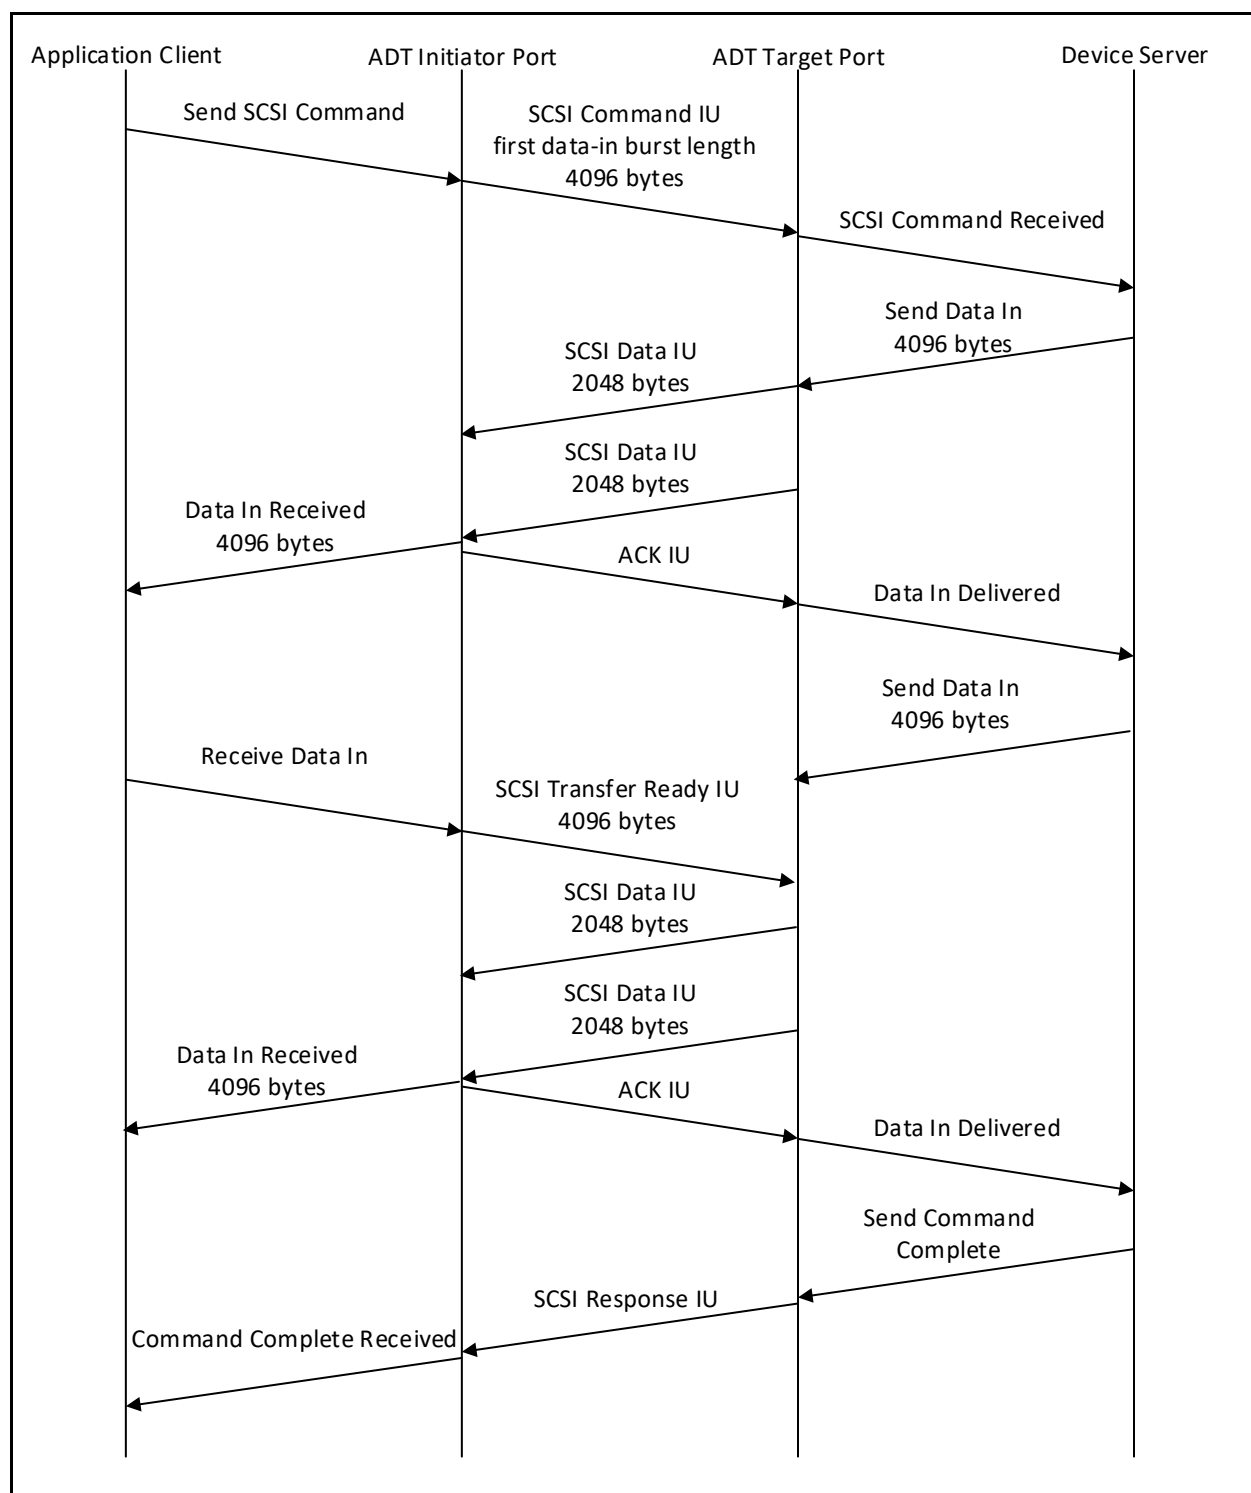 Application Client
ADT Initiator Port
ADT Target Port
Device Server
Send SCSI Command
SCSI Command IU
first data-in burst length
4096 bytes
SCSI Command Received
Send Data In
4096 bytes
SCSI Data IU
2048 bytes
SCSI Data IU
2048 bytes
Data In Received
4096 bytes
ACK IU
Data In Delivered
Send Data In
4096 bytes
Receive Data In
SCSI Transfer Ready IU
4096 bytes
SCSI Data IU
2048 bytes
SCSI Data IU
2048 bytes
Data In Received
4096 bytes
ACK IU
Data In Delivered
Send Command
Complete
SCSI Response IU
Command Complete Received